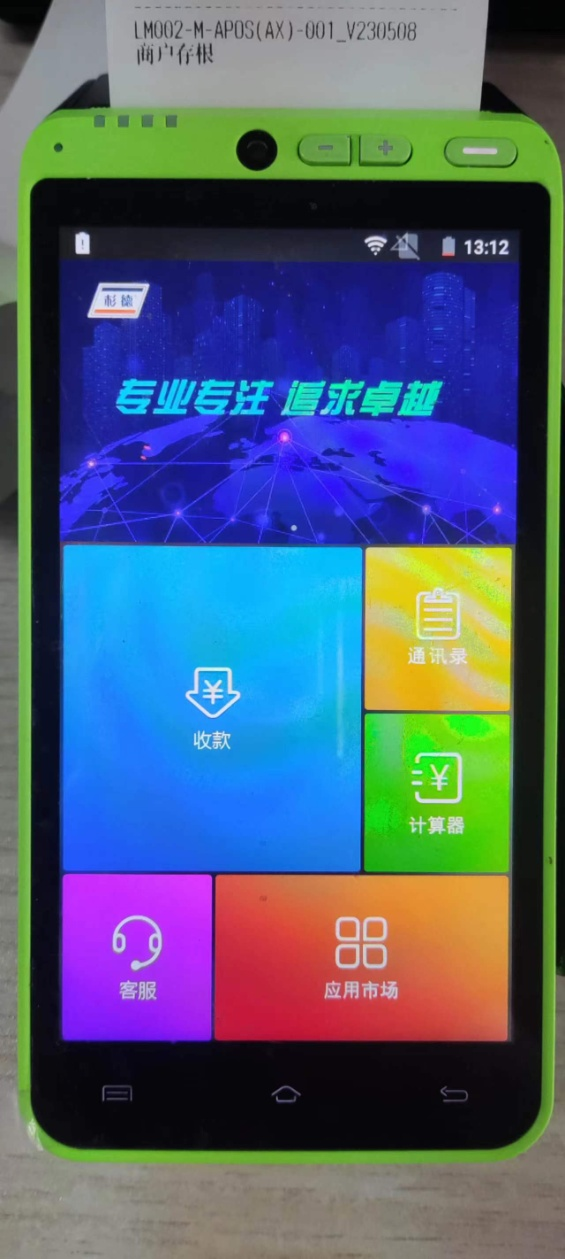 LM002-M-APOS(AX)-001_V230508
商户存根
13:12
杉德
专业专注 追求卓越
通讯录
收款
计算器
客服
应用市场